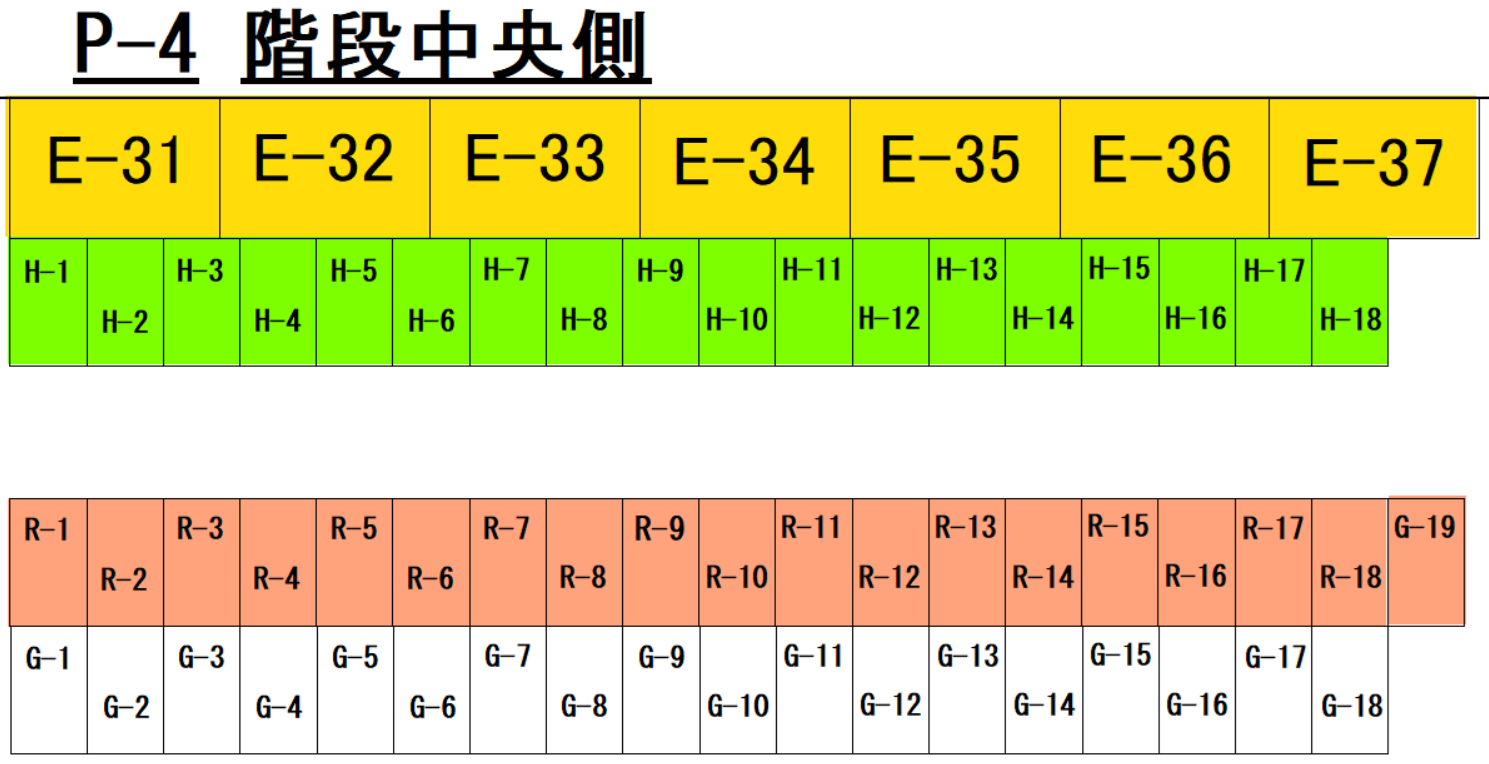 P-4 階段中央側
E-31 E-32 E-33 E-34 E-35 E-36 E-37
H-1 H-3 H-5 H-7 H-9 H-11 H-13 H-15 H-17
H-2 H-4 H-6 H-8 H-10 H-12 H-14 H-16 H-18
R-1 R-3 R-5 R-7 R-9 R-11 R-13 R-15 R-17 G-19
R-2 R-4 R-6 R-8 R-10 R-12 R-14 R-16 R-18
G-1 G-3 G-5 G-7 G-9 G-11 G-13 G-15 G-17
G-2 G-4 G-6 G-8 G-10 G-12 G-14 G-16 G-18